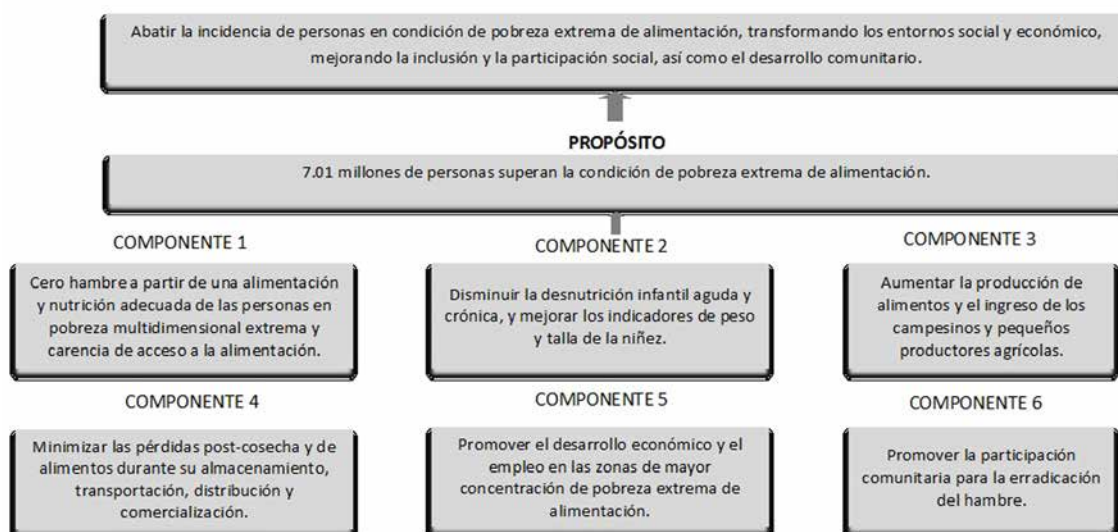 Abatir la incidencia de personas en condición de pobreza extrema de alimentación, transformando los entornos social y económico,
mejorando la inclusión y la participación social, así como el desarrollo comunitario.
PROPÓSITO
7.01 millones de personas superan la condición de pobreza extrema de alimentación.
COMPONENTE 1
Cero hambre a partir de una alimentación
y nutrición adecuada de las personas en
pobreza multidimensional extrema y
carencia de acceso a la alimentación.
COMPONENTE 2
Disminuir la desnutrición infantil aguda y
crónica, y mejorar los indicadores de peso
y talla de la niñez.
COMPONENTE 3
Aumentar la producción de
alimentos y el ingreso de los
campesinos y pequeños
productores agrícolas.
COMPONENTE 4
Minimizar las pérdidas post-cosecha y de
alimentos durante su almacenamiento,
transportación, distribución y
comercialización.
COMPONENTE 5
Promover el desarrollo económico y el
empleo en las zonas de mayor
concentración de pobreza extrema de
alimentación.
COMPONENTE 6
Promover la participación
comunitaria para la erradicación
del hambre.